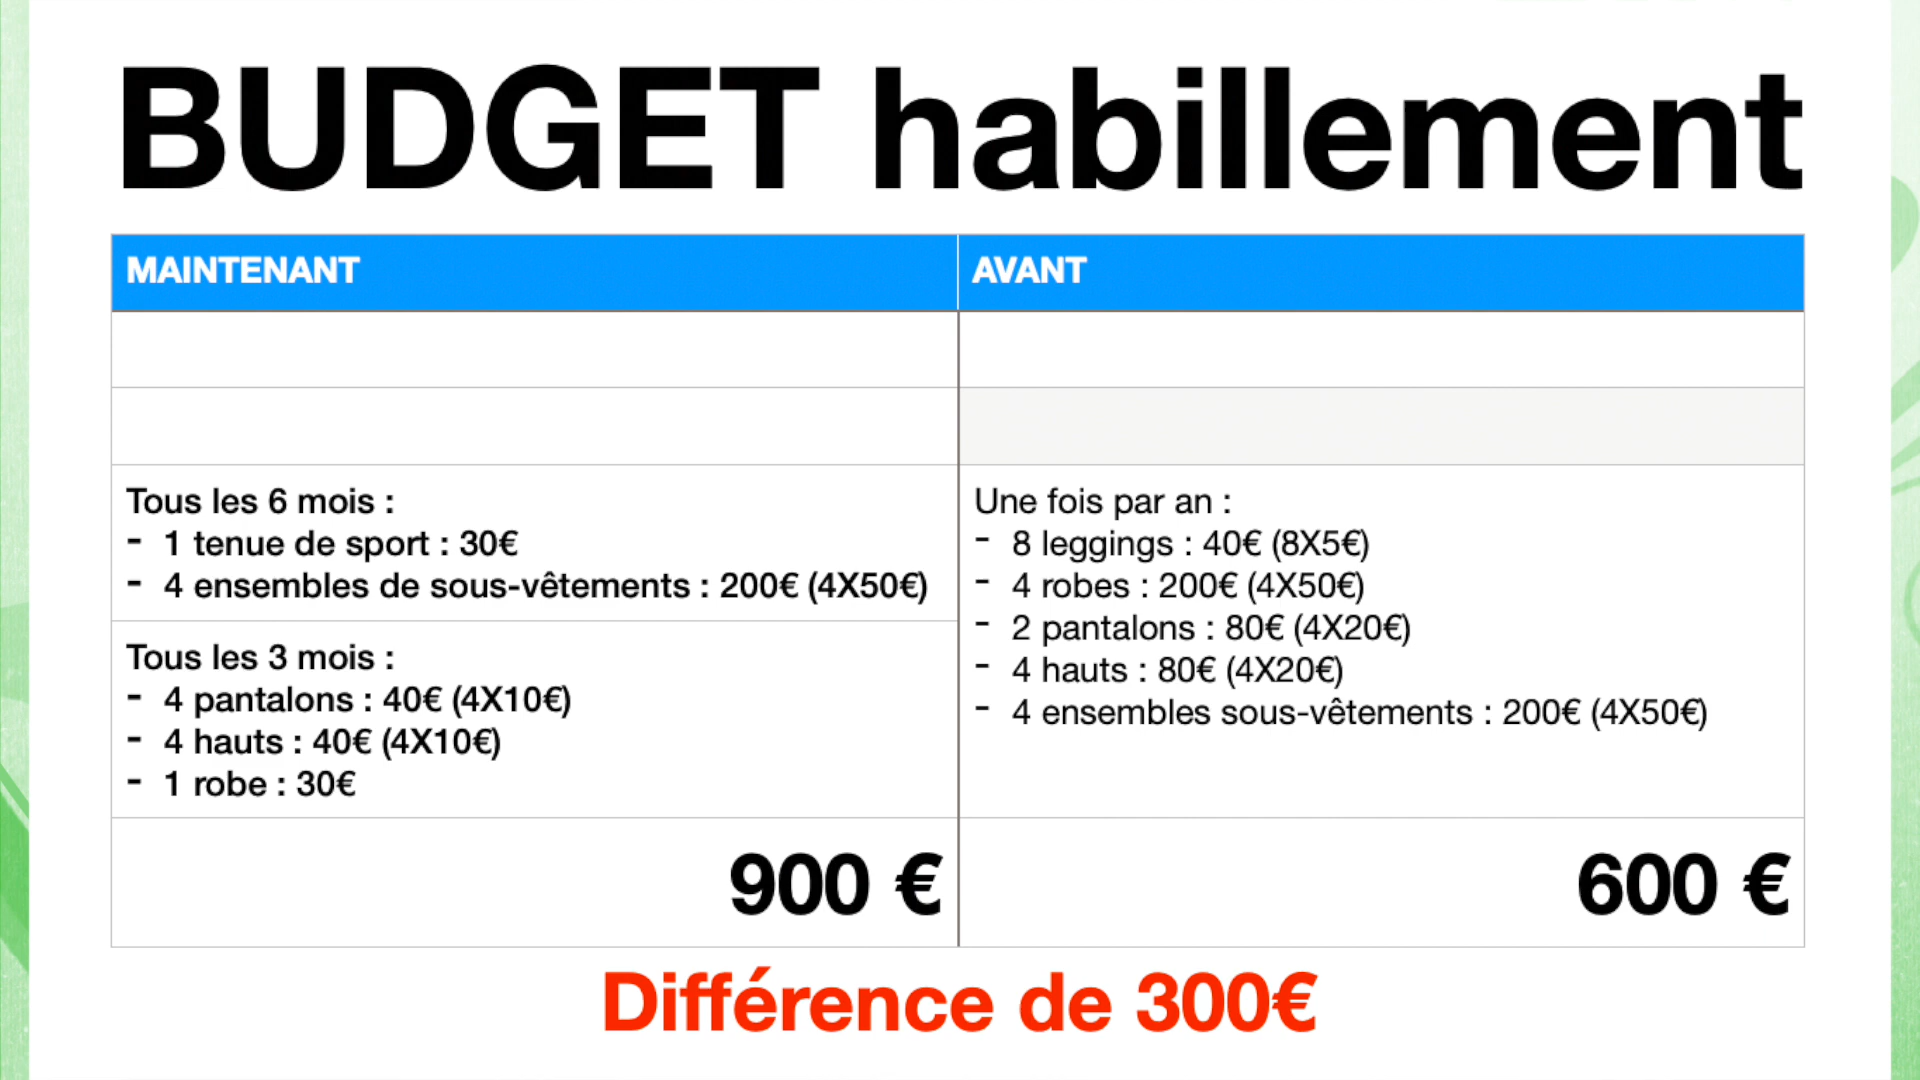 BUDGET habillement
MAINTENANT
AVANT
Tous les 6 mois :
- 1 tenue de sport : 30€
- 4 ensembles de sous-vêtements : 200€ (4X50€)
Tous les 3 mois :
- 4 pantalons : 40€ (4X10€)
- 4 hauts : 40€ (4X10€)
- 1 robe : 30€
Une fois par an :
- 8 leggings : 40€ (8X5€)
- 4 robes : 200€ (4X50€)
- 2 pantalons : 80€ (4X20€)
- 4 hauts : 80€ (4X20€)
- 4 ensembles sous-vêtements : 200€ (4X50€)
900 €
600 €
Différence de 300€